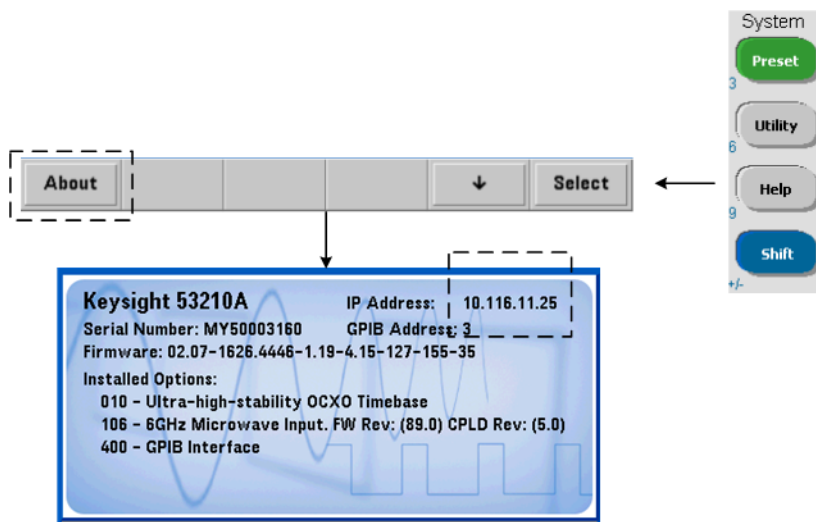 System
Preset
3
Utility
6
Help
9
Shift
+/-
About
↓
Select
Keysight 53210A
IP Address: 10.116.11.25
Serial Number: MY50003160 GPIB Address: 3
Firmware: 02.07-1626.4446-1.19-4.15-127-155-35
Installed Options:
010 - Ultra-high-stability OCXO Timebase
106 - 6GHz Microwave Input. FW Rev: (89.0) CPLD Rev: (5.0)
400 - GPIB Interface